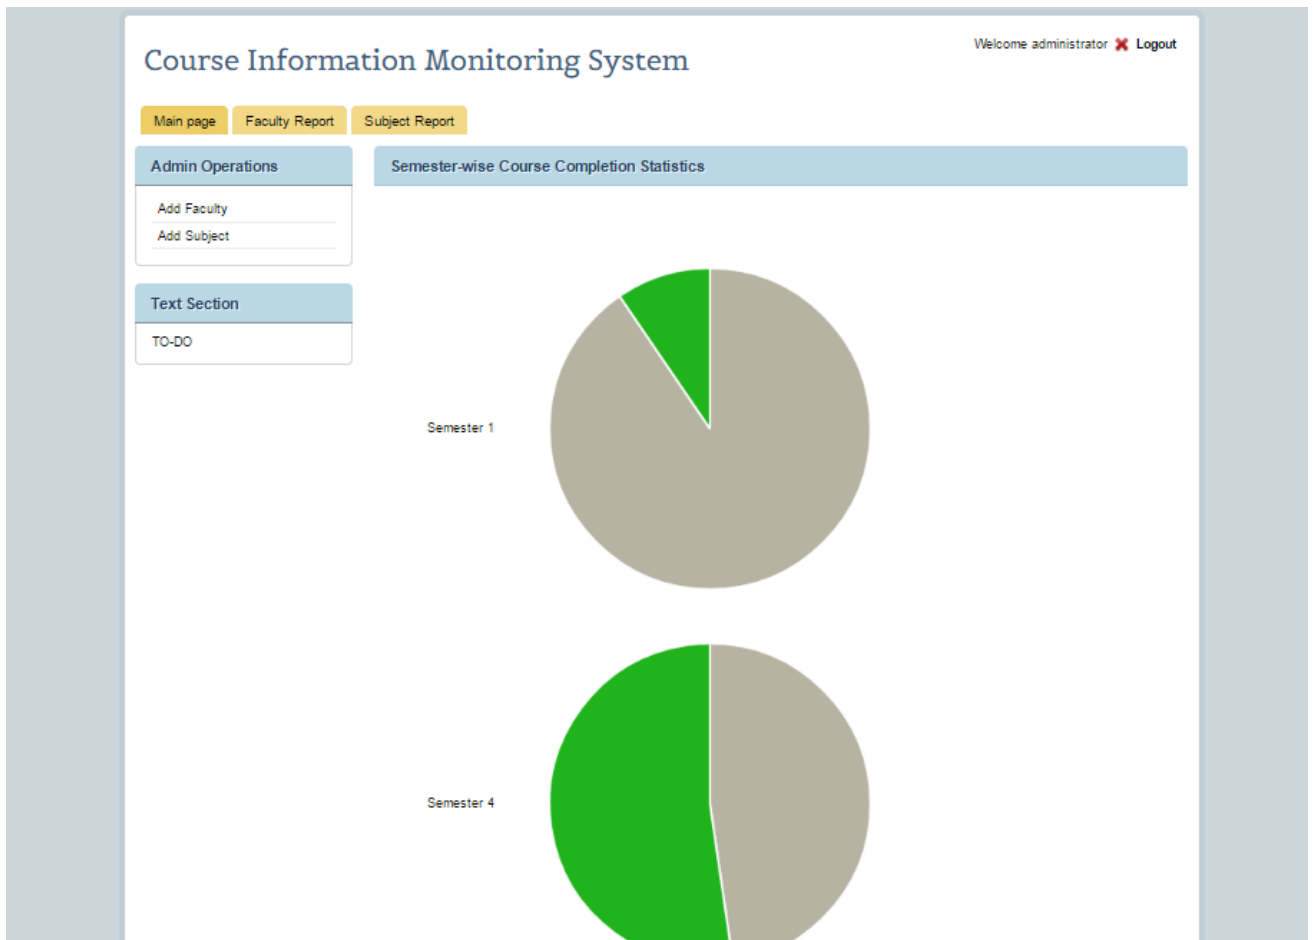 Course Information Monitoring System
Welcome administrator Logout
Main page Faculty Report Subject Report
Admin Operations
Add Faculty
Add Subject
Text Section
TO-DO
Semester-wise Course Completion Statistics
Semester 1
Semester 4